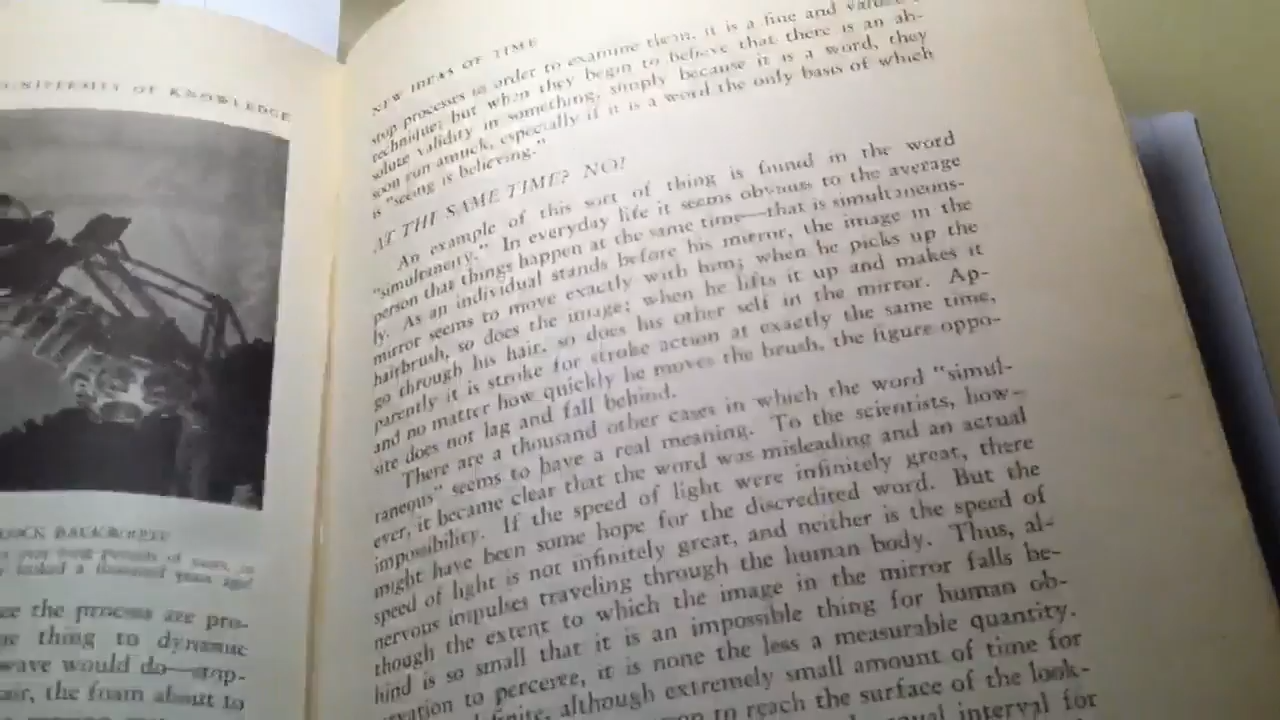 UNIVERSITY OF KNOWLEDGE
ROCK BACKBONE
a thousand years ago
the process are pro-
thing to dynamic
wave would do—stop-
air, the foam about to
NEW IDEAS OF TIME
stop processes in order to examine them, it is a fine and
technique; but when they begin to believe that there is an ab-
solute validity in something, simply because it is a word, they
soon run amuck, especially if it is a word the only basis of which
is "seeing is believing."
AT THE SAME TIME? NO!
An example of this sort of thing is found in the word
"simultaneity." In everyday life it seems obvious to the average
person that things happen at the same time—that is simultaneous-
ly. As an individual stands before his mirror, the image in the
mirror seems to move exactly with him; when he picks up the
hairbrush, so does the image; when he lifts it up and makes it
go through his hair, so does his other self in the mirror. Ap-
parently it is stroke for stroke action at exactly the same time,
and no matter how quickly he moves the brush, the figure oppo-
site does not lag and fall behind.
There are a thousand other cases in which the word "simul-
taneous" seems to have a real meaning. To the scientists, how-
ever, it became clear that the word was misleading and an actual
impossibility. If the speed of light were infinitely great, there
might have been some hope for the discredited word. But the
speed of light is not infinitely great, and neither is the speed of
nervous impulses traveling through the human body. Thus, al-
though the extent to which the image in the mirror falls be-
hind is so small that it is an impossible thing for human ob-
servation to perceive, it is none the less a measurable quantity.
although extremely small amount of time for
to reach the surface of the look-
interval for